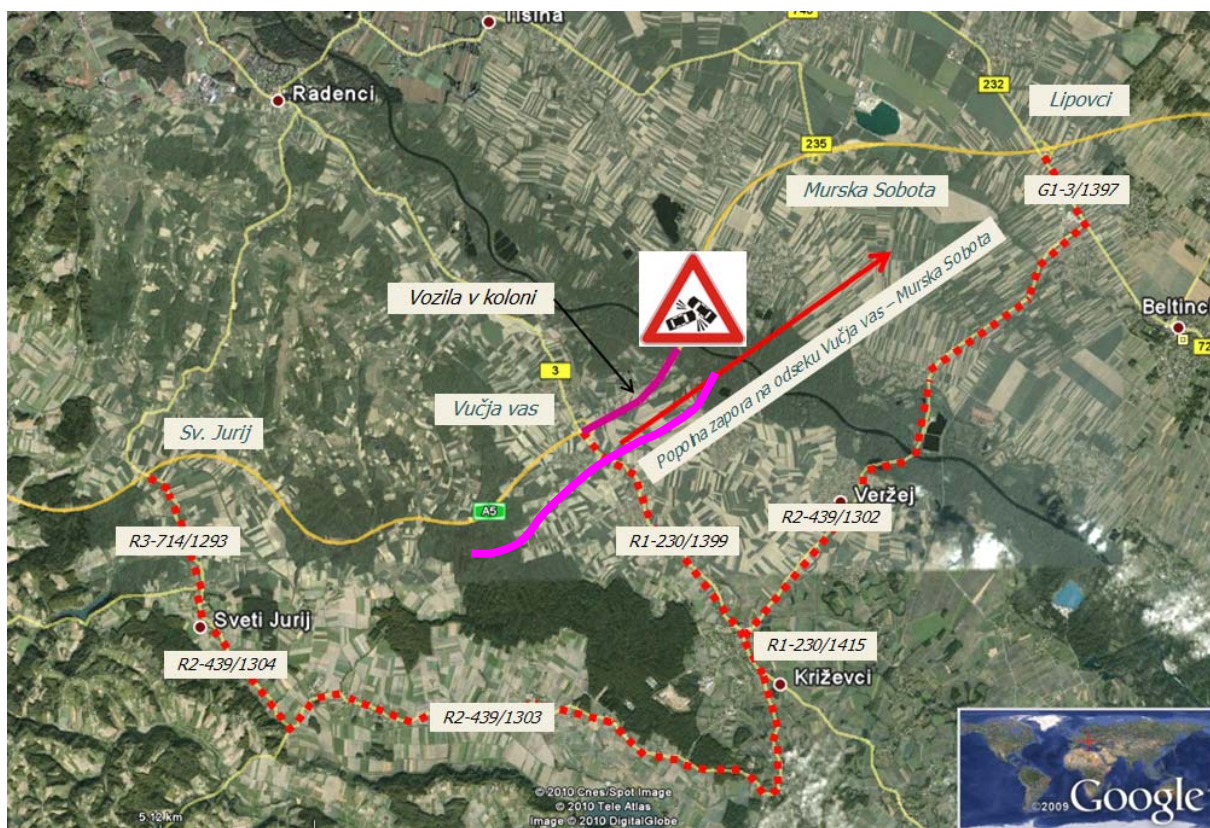 Tišina
Radenci
232
Lipovci
235
Murska Sobota
G1-3/1397
Vozila v koloni
Popolna zapora na odseku Vučja vas – Murska Sobota
Beltinc
3
72
Vučja vas
Sv. Jurij
A5
Veržej
R2-439/1302
R3-714/1293
R1-230/1399
Sveti Jurij
R1-230/1415
R2-439/1304
Križevci
R2-439/1303
© 2010 Cnes/Spot Image
© 2010 Tele Atlas
Image © 2010 DigitalGlobe
5.12 km
©2009 Google